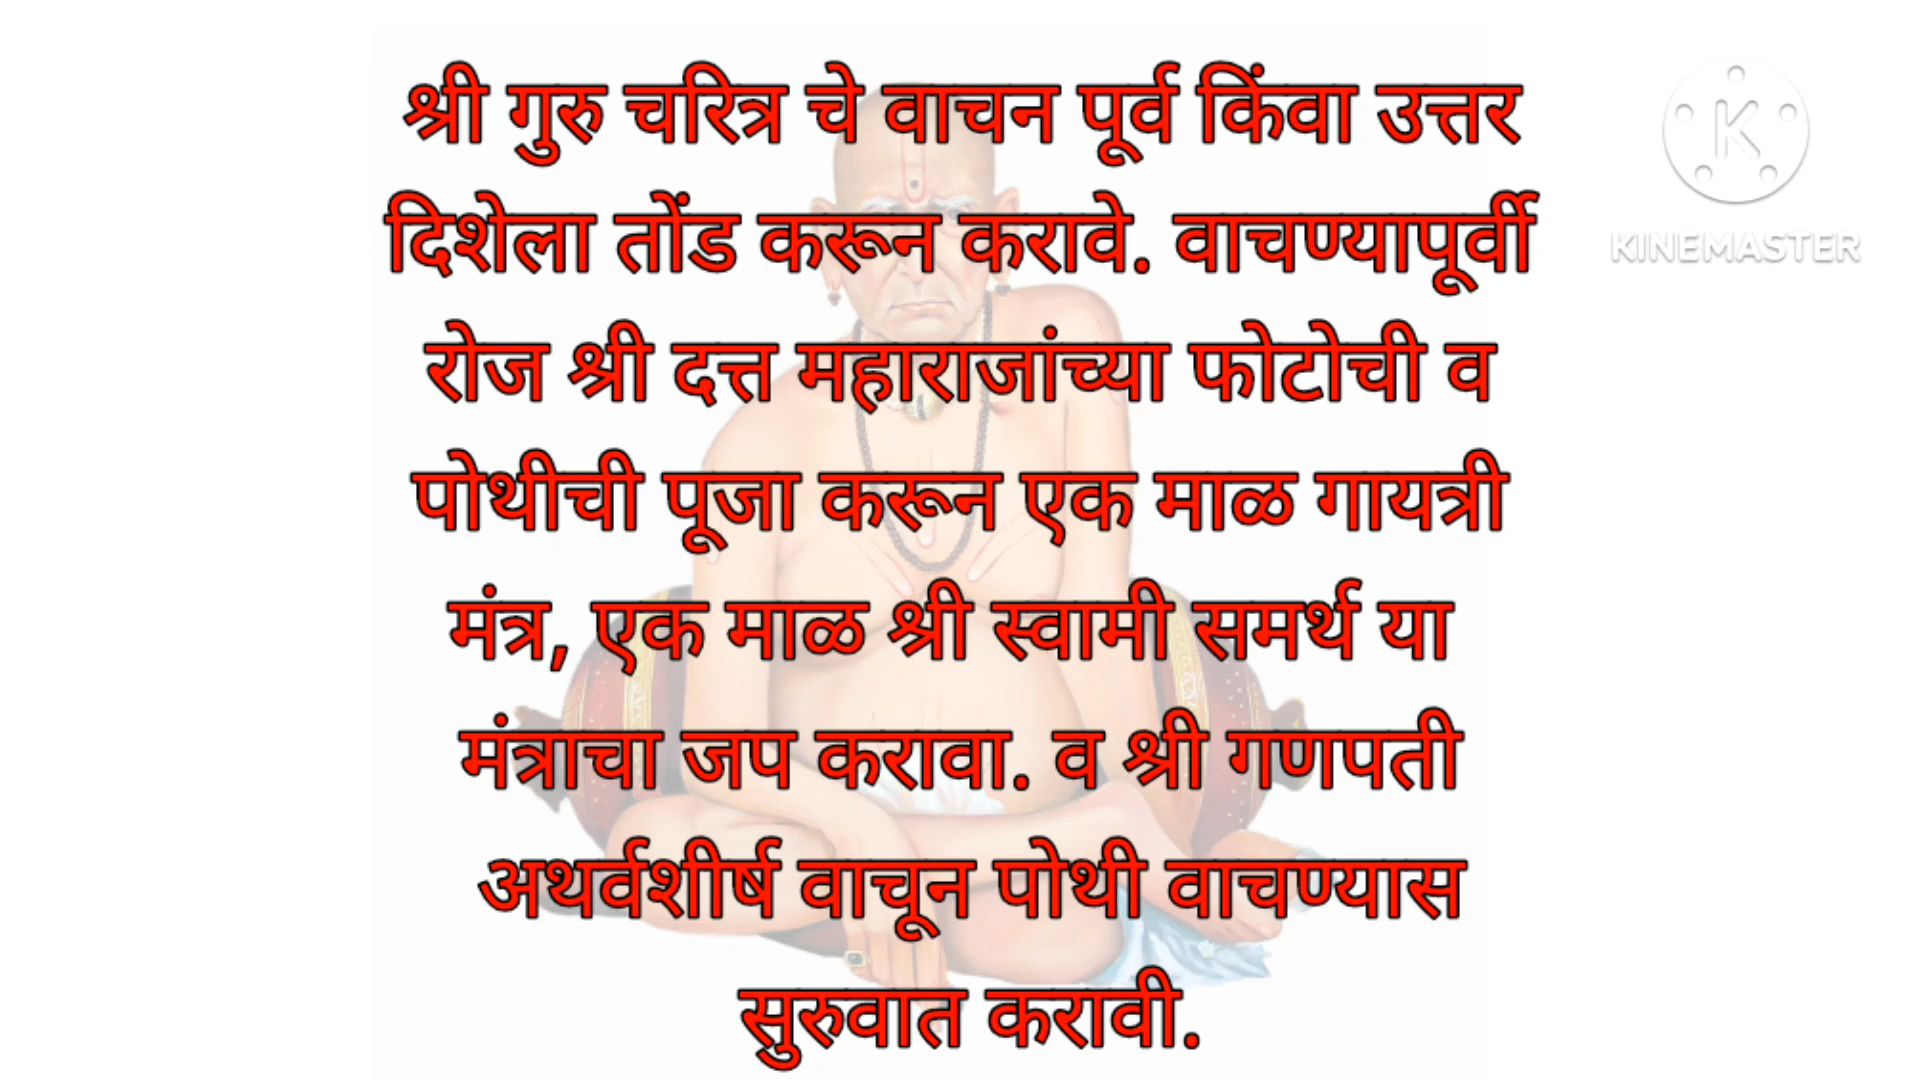 श्री गुरु चरित्र चे वाचन पूर्व किंवा उत्तर
दिशेला तोंड करून करावे. वाचण्यापूर्वी
रोज श्री दत्त महाराजांच्या फोटोची व
पोथीची पूजा करून एक माळ गायत्री
मंत्र, एक माळ श्री स्वामी समर्थ या
मंत्राचा जप करावा. व श्री गणपती
अथर्वशीर्ष वाचून पोथी वाचण्यास
सुरुवात करावी.
K
KINEMASTER